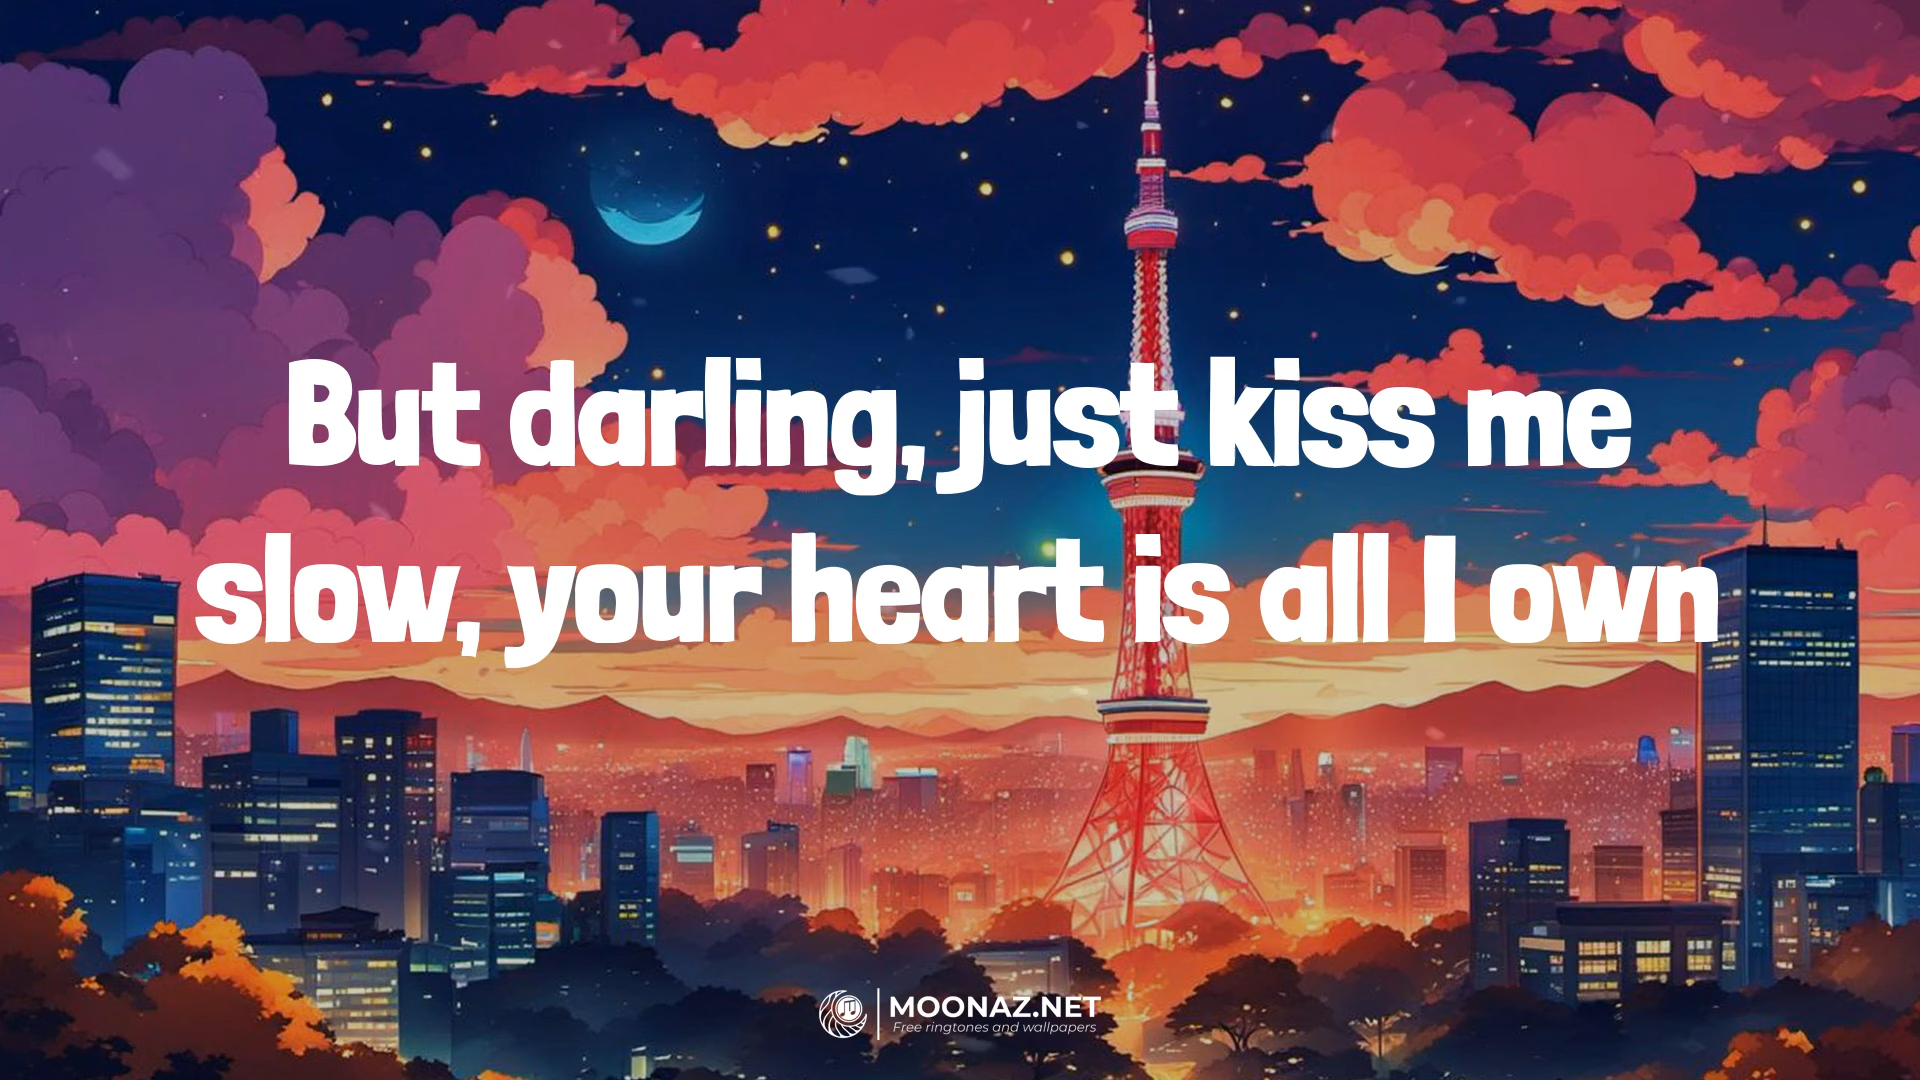 But darling, just kiss me
slow, your heart is all I own
MOONAZ.NET
Free ringtones and wallpapers